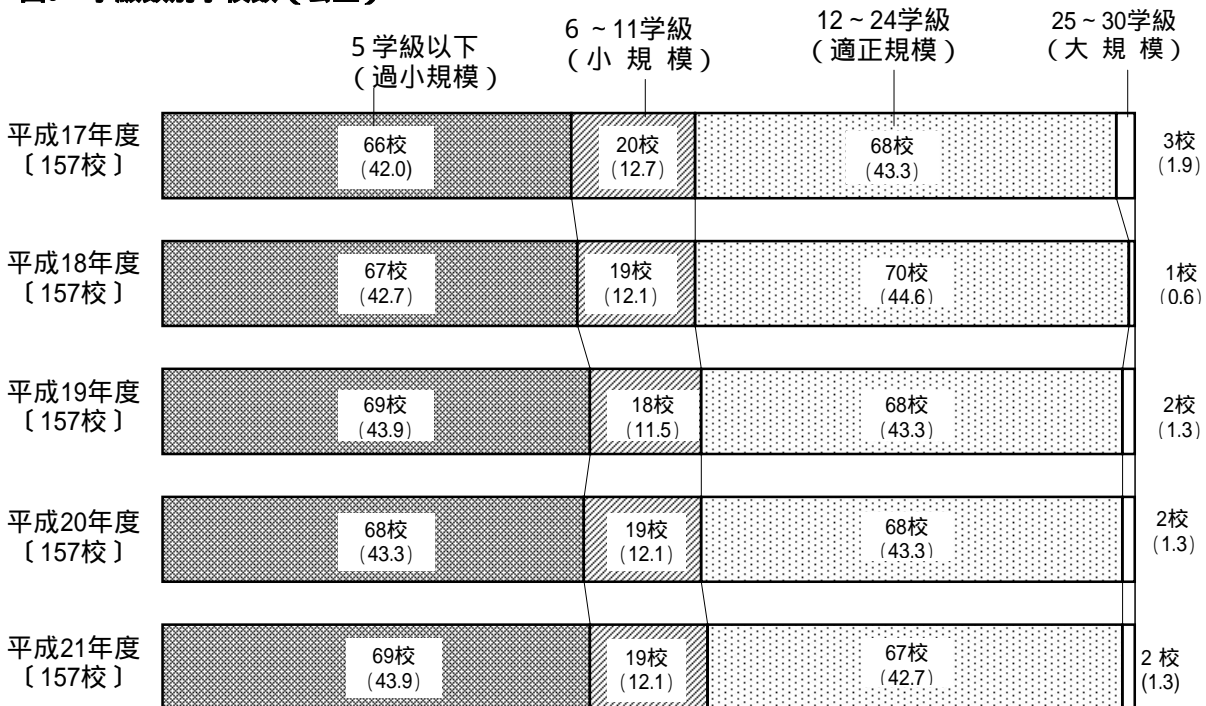 5学級以下
(過小規模)
6~11学級
(小 規 模)
12~24学級
(適正規模)
25~30学級
(大 規 模)
平成17年度
〔157校〕
66校
(42.0)
20校
(12.7)
68校
(43.3)
3校
(1.9)
平成18年度
〔157校〕
67校
(42.7)
19校
(12.1)
70校
(44.6)
1校
(0.6)
平成19年度
〔157校〕
69校
(43.9)
18校
(11.5)
68校
(43.3)
2校
(1.3)
平成20年度
〔157校〕
68校
(43.3)
19校
(12.1)
68校
(43.3)
2校
(1.3)
平成21年度
〔157校〕
69校
(43.9)
19校
(12.1)
67校
(42.7)
2 校
(1.3)